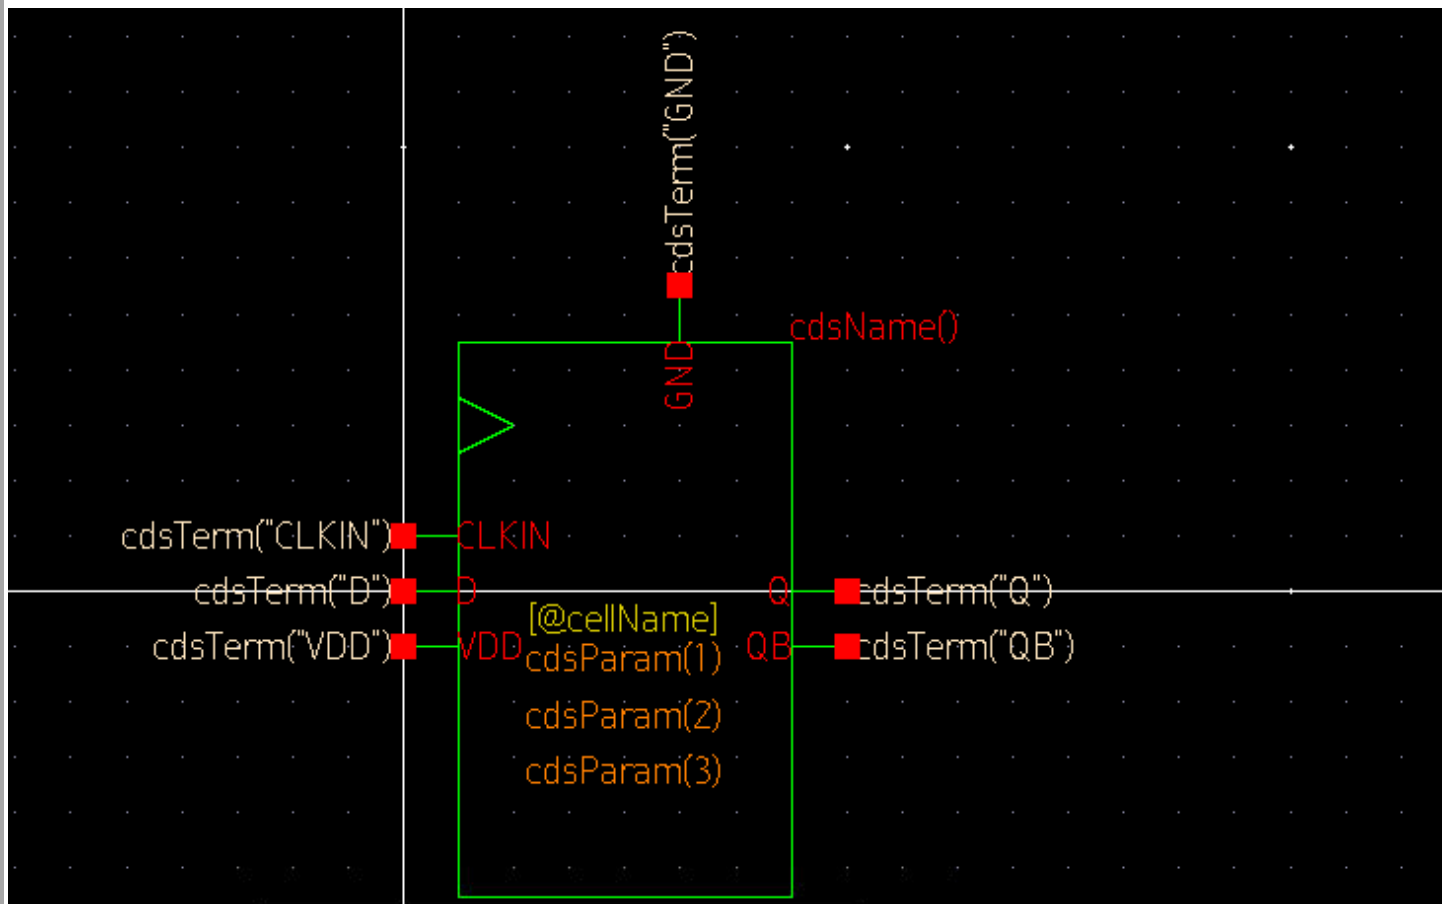 cdsTerm("GND")
cdsName()
GND
cdsTerm("CLKIN")
CLKIN
cdsTerm("D")
D
Q
cdsTerm("Q")
[@cellName]
cdsTerm("VDD")
VDD
QB
cdsTerm("QB")
cdsParam(1)
cdsParam(2)
cdsParam(3)